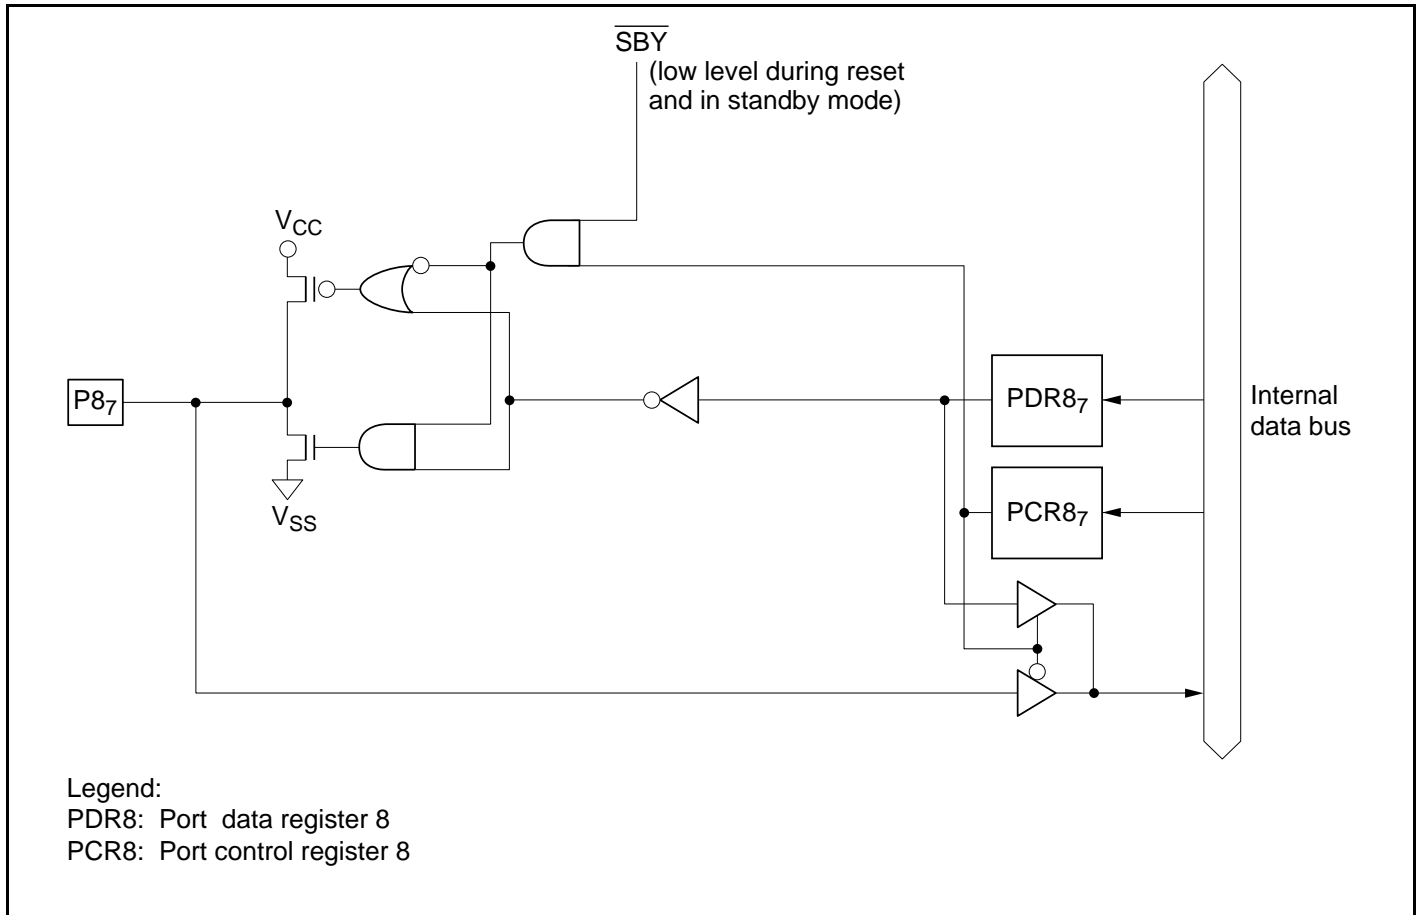 SBY
(low level during reset
and in standby mode)
VCC
P87
PDR87
Internal
data bus
PCR87
VSS
Legend:
PDR8: Port data register 8
PCR8: Port control register 8